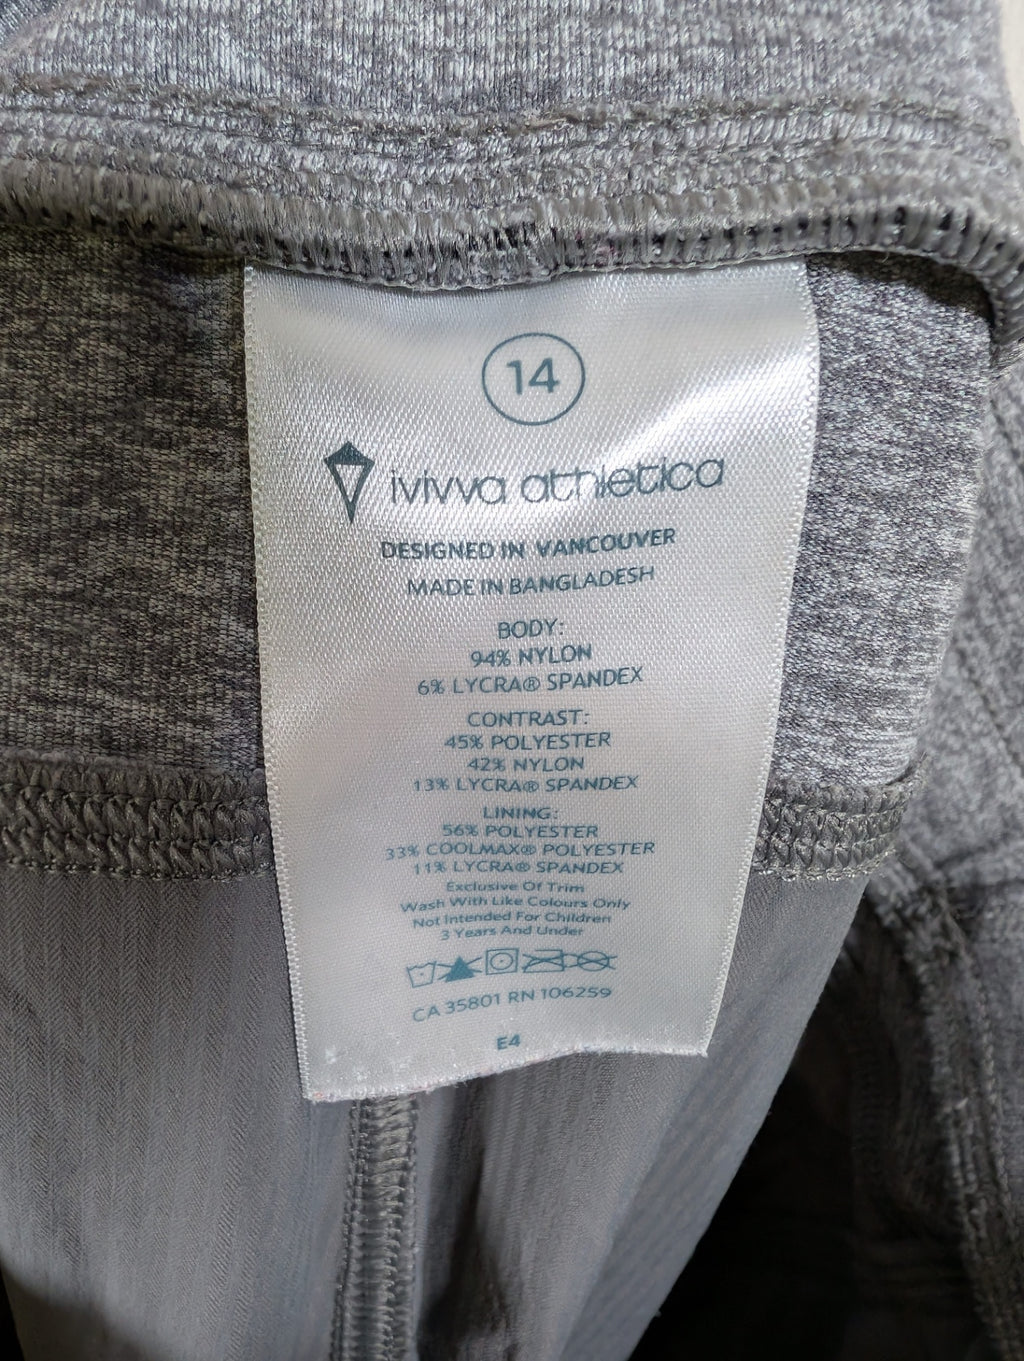 14
ivivva athletica
DESIGNED IN VANCOUVER
MADE IN BANGLADESH
BODY:
94% NYLON
6% LYCRA® SPANDEX
CONTRAST:
45% POLYESTER
42% NYLON
13% LYCRA® SPANDEX
LINING:
56% POLYESTER
33% COOLMAX® POLYESTER
11% LYCRA® SPANDEX
Exclusive Of Trim
Wash With Like Colours Only
Not Intended For Children
3 Years And Under
CA 35801 RN 106259
E4